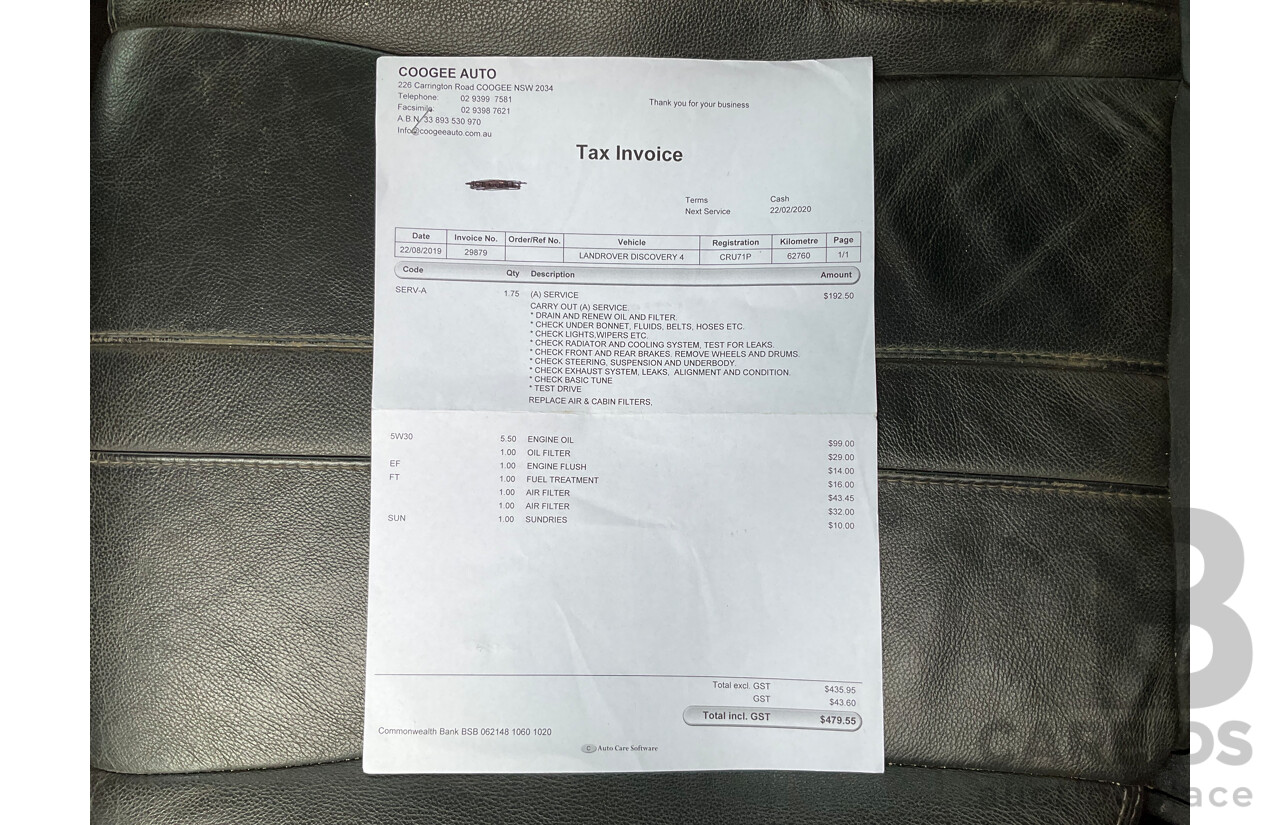 COOGEE AUTO
226 Carrington Road COOGEE NSW 2034
Telephone: 02 9399 7581
Facsimile 02 9398 7621
A.B.N. 33 893 530 970
Info@coogeeauto.com.au
Thank you for your business
Tax Invoice
Terms Cash
Next Service 22/02/2020
Date Invoice No. Order/Ref No. Vehicle Registration Kilometre Page
22/08/2019 29879 LANDROVER DISCOVERY 4 CRU71P 62760 1/1
Code Qty Description Amount
SERV-A 1.75 (A) SERVICE $192.50
CARRY OUT (A) SERVICE.
* DRAIN AND RENEW OIL AND FILTER.
* CHECK UNDER BONNET, FLUIDS, BELTS, HOSES ETC.
* CHECK LIGHTS,WIPERS ETC.
* CHECK RADIATOR AND COOLING SYSTEM, TEST FOR LEAKS.
* CHECK FRONT AND REAR BRAKES. REMOVE WHEELS AND DRUMS.
* CHECK STEERING, SUSPENSION AND UNDERBODY.
* CHECK EXHAUST SYSTEM, LEAKS, ALIGNMENT AND CONDITION.
* CHECK BASIC TUNE
* TEST DRIVE
REPLACE AIR & CABIN FILTERS,
5W30 5.50 ENGINE OIL $99.00
1.00 OIL FILTER $29.00
EF 1.00 ENGINE FLUSH $14.00
FT 1.00 FUEL TREATMENT $16.00
1.00 AIR FILTER $43.45
1.00 AIR FILTER $32.00
SUN 1.00 SUNDRIES $10.00
Total excl. GST $435.95
GST $43.60
Total incl. GST $479.55
Commonwealth Bank BSB 062148 1060 1020
C Auto Care Software